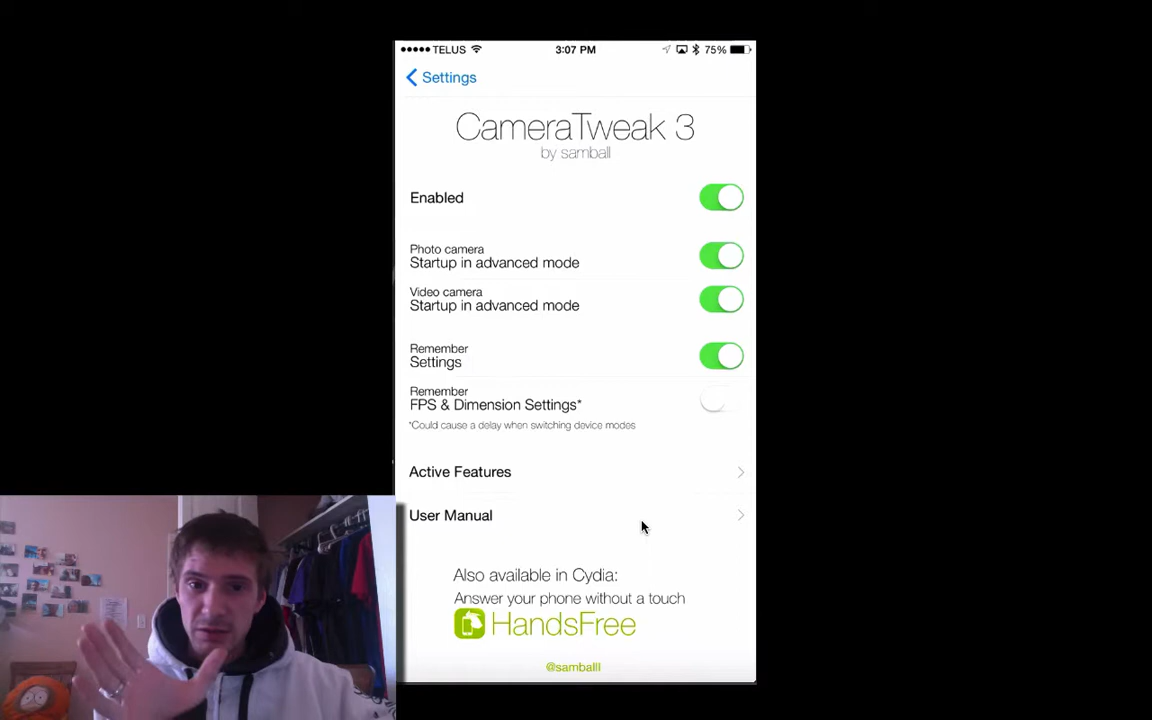 TELUS 3:07 PM 75%
Settings
CameraTweak 3
by samball
Enabled
Photo camera
Startup in advanced mode
Video camera
Startup in advanced mode
Remember
Settings
Remember
FPS & Dimension Settings*
*Could cause a delay when switching device modes
Active Features
User Manual
Also available in Cydia:
Answer your phone without a touch
HandsFree
@samballl